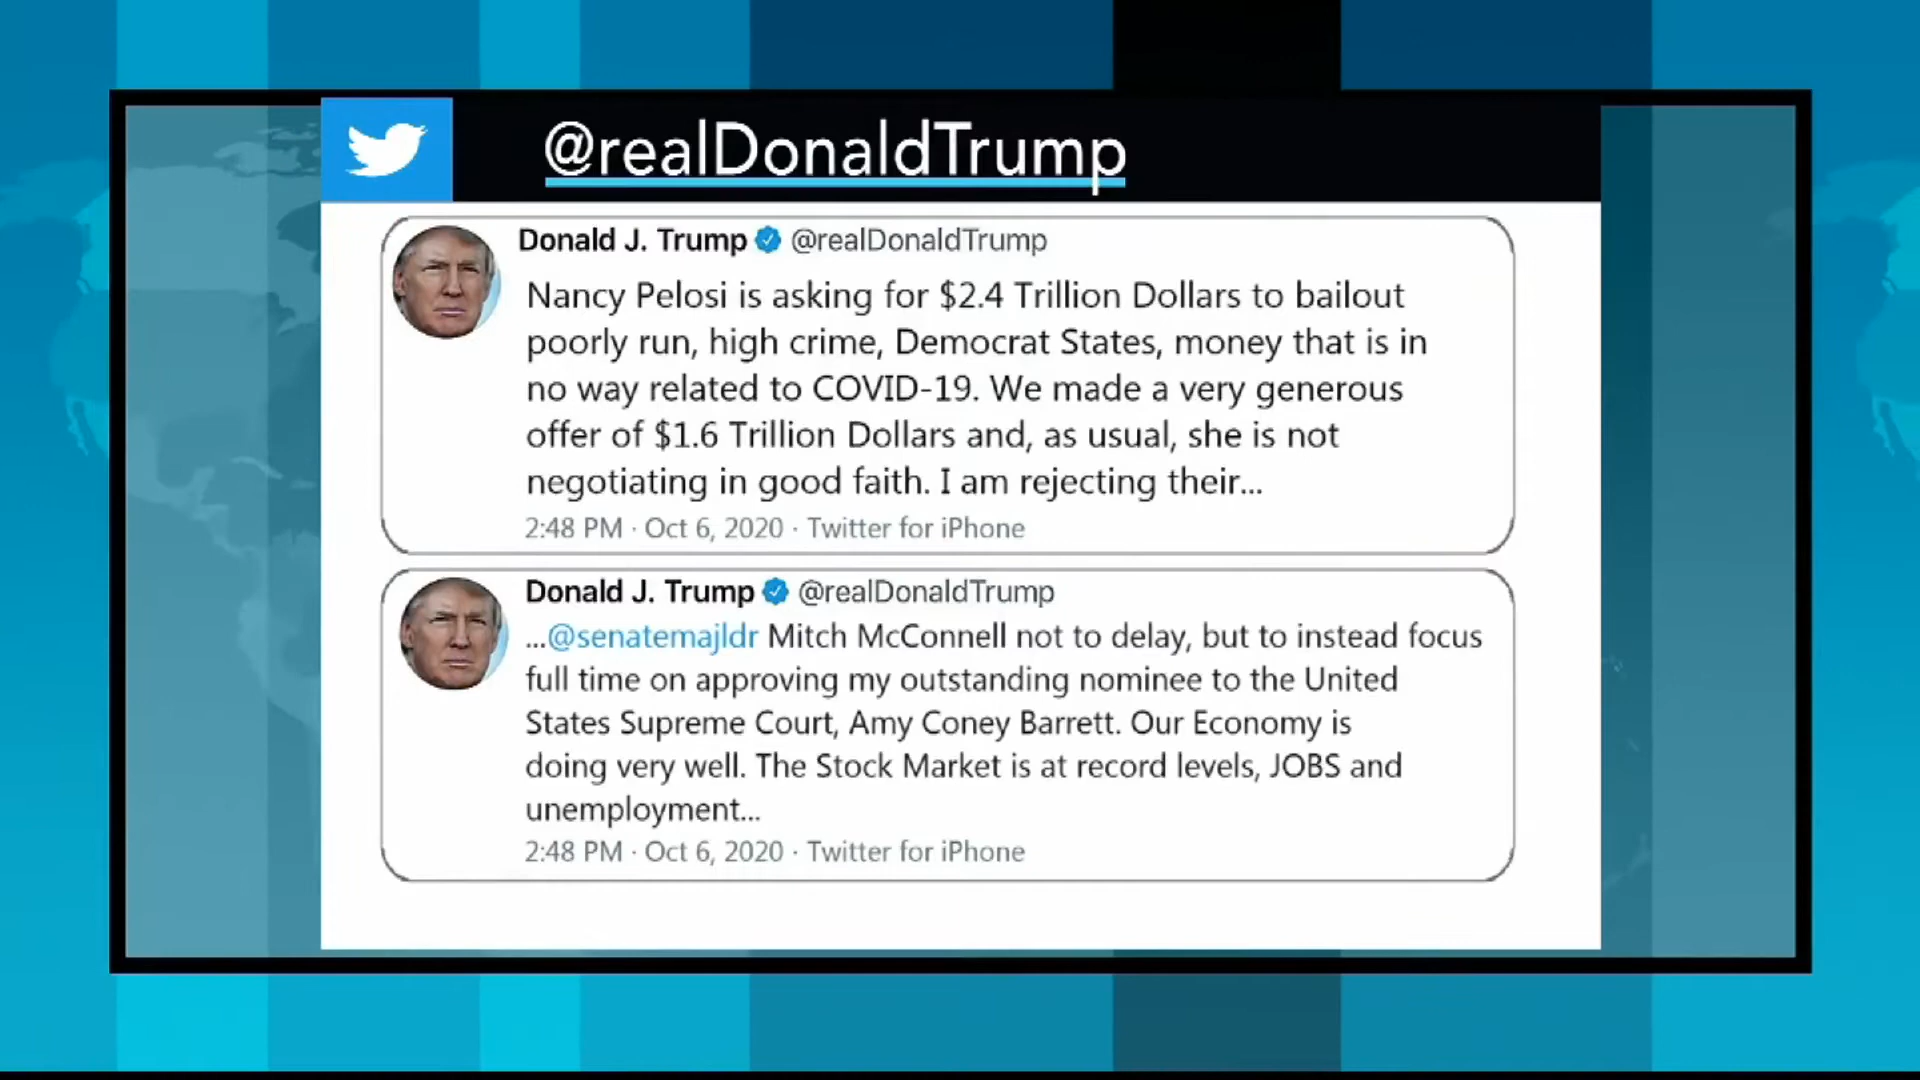 @realDonaldTrump
Donald J. Trump @realDonaldTrump
Nancy Pelosi is asking for $2.4 Trillion Dollars to bailout
poorly run, high crime, Democrat States, money that is in
no way related to COVID-19. We made a very generous
offer of $1.6 Trillion Dollars and, as usual, she is not
negotiating in good faith. I am rejecting their...
2:48 PM · Oct 6, 2020 · Twitter for iPhone
Donald J. Trump @realDonaldTrump
...@senatemajldr Mitch McConnell not to delay, but to instead focus
full time on approving my outstanding nominee to the United
States Supreme Court, Amy Coney Barrett. Our Economy is
doing very well. The Stock Market is at record levels, JOBS and
unemployment...
2:48 PM · Oct 6, 2020 · Twitter for iPhone